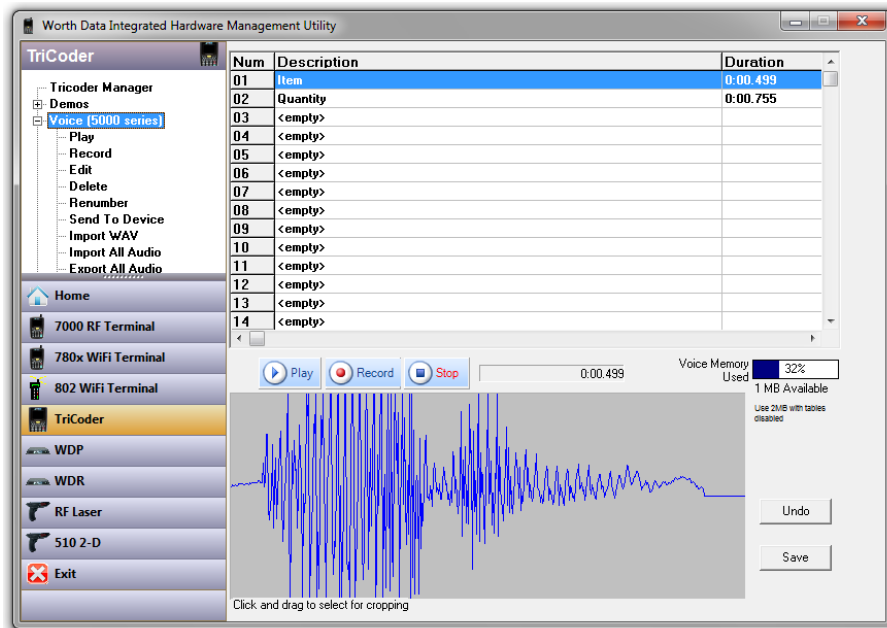 Worth Data Integrated Hardware Management Utility
TriCoder
Tricoder Manager
Demos
Voice (5000 series)
Play
Record
Edit
Delete
Renumber
Send To Device
Import WAV
Import All Audio
Export All Audio
Home
7000 RF Terminal
780x WiFi Terminal
802 WiFi Terminal
TriCoder
WDP
WDR
RF Laser
510 2-D
Exit
Num Description Duration
01 Item 0:00.499
02 Quantity 0:00.755
03 <empty>
04 <empty>
05 <empty>
06 <empty>
07 <empty>
08 <empty>
09 <empty>
10 <empty>
11 <empty>
12 <empty>
13 <empty>
14 <empty>
Play Record Stop 0:00.499
Voice Memory
Used
32%
1 MB Available
Use 2MB with tables
disabled
Undo
Save
Click and drag to select for cropping